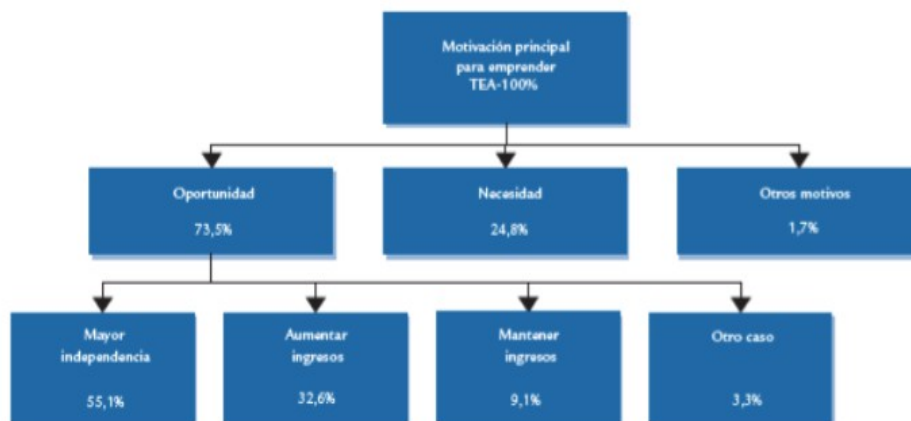 Motivación principal
para emprender
TEA-100%
Oportunidad
73,5%
Necesidad
24,8%
Otros motivos
1,7%
Mayor
independencia
55,1%
Aumentar
ingresos
32,6%
Mantener
ingresos
9,1%
Otro caso
3,3%